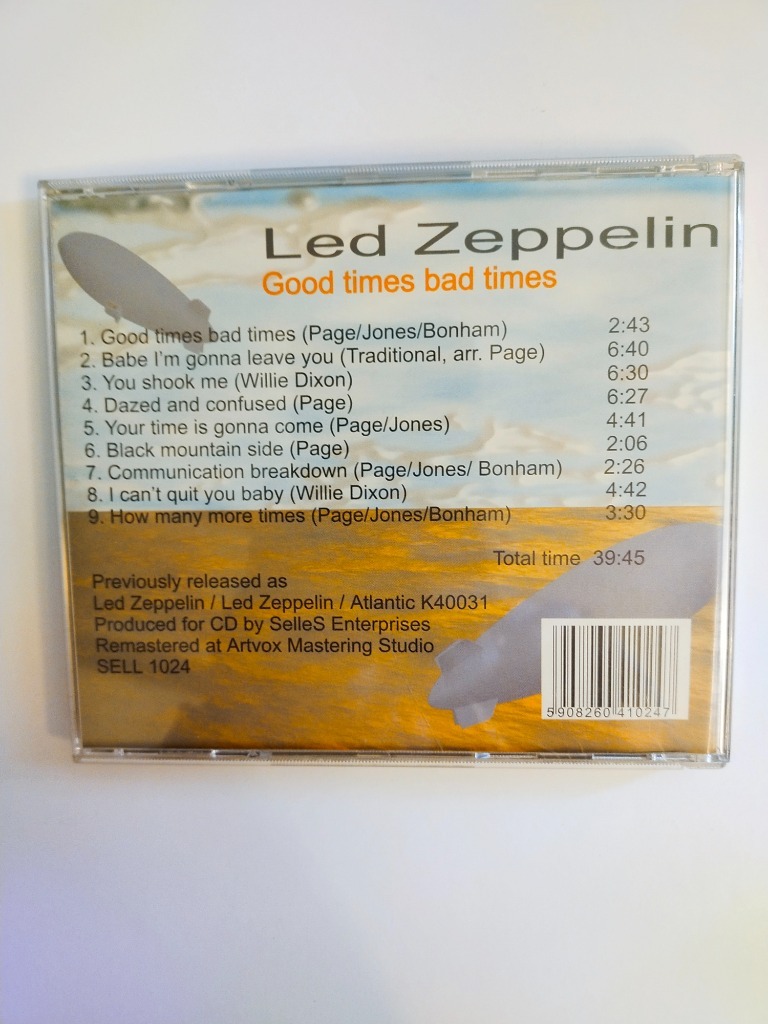 Led Zeppelin
Good times bad times
1. Good times bad times (Page/Jones/Bonham) 2:43
2. Babe I'm gonna leave you (Traditional, arr. Page) 6:40
3. You shook me (Willie Dixon) 6:30
4. Dazed and confused (Page) 6:27
5. Your time is gonna come (Page/Jones) 4:41
6. Black mountain side (Page) 2:06
7. Communication breakdown (Page/Jones/ Bonham) 2:26
8. I can't quit you baby (Willie Dixon) 4:42
9. How many more times (Page/Jones/Bonham) 3:30
Total time 39:45
Previously released as
Led Zeppelin / Led Zeppelin / Atlantic K40031
Produced for CD by SelleS Enterprises
Remastered at Artvox Mastering Studio
SELL 1024
5 908260 410247